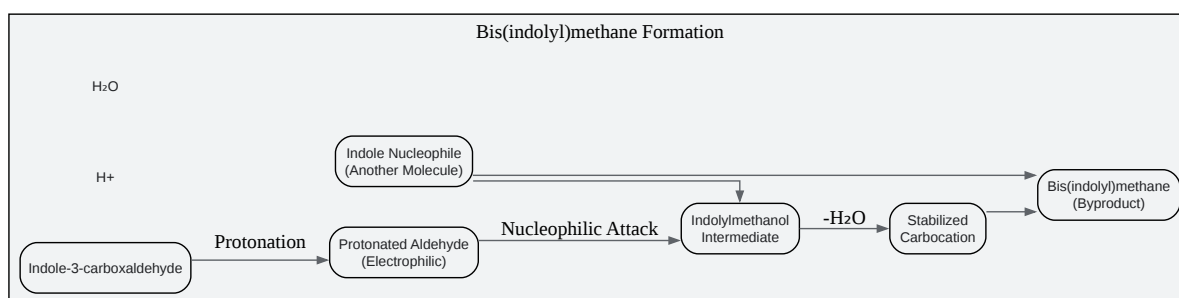 Bis(indolyl)methane Formation
H₂O
Indole Nucleophile
(Another Molecule)
H+
Bis(indolyl)methane
(Byproduct)
Indolylmethanol
Intermediate
-H₂O
Stabilized
Carbocation
Nucleophilic Attack
Protonated Aldehyde
(Electrophilic)
Protonation
Indole-3-carboxaldehyde